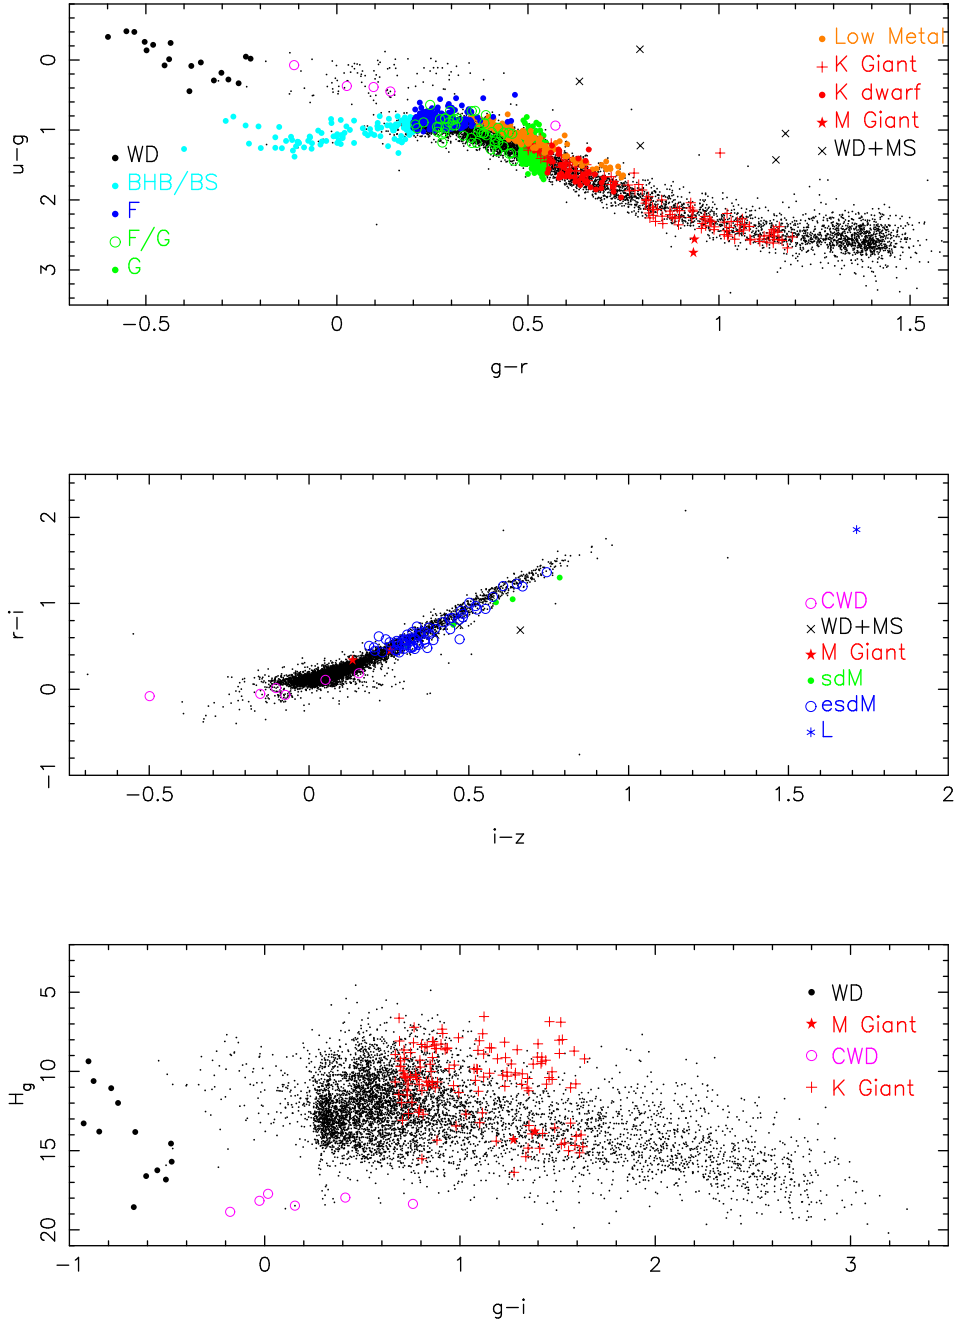 0
1
2
3
u-g
WD
BHB/BS
F
F/G
G
Low Metal
K Giant
K dwarf
M Giant
WD+MS
-0.5
0
0.5
1
1.5
g-r
2
1
0
-1
r-i
CWD
WD+MS
M Giant
sdM
esdM
L
-0.5
0
0.5
1
1.5
2
i-z
5
10
15
20
Hg
WD
M Giant
CWD
K Giant
-1
0
1
2
3
g-i